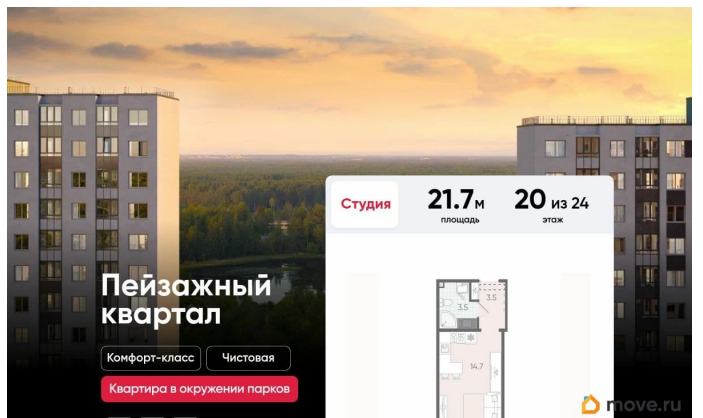 Студия
21.7 м
площадь
20 из 24
этаж
Пейзажный
квартал
3.5
3.5
14.7
Комфорт-класс
Чистовая
Квартира в окружении парков
move.ru